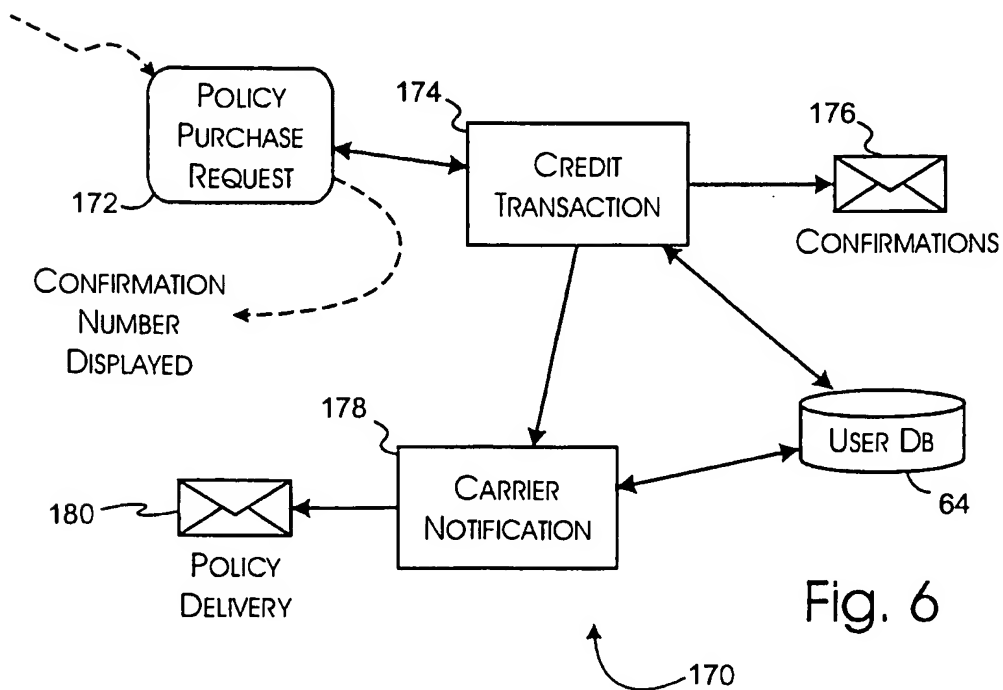 POLICY
PURCHASE
REQUEST
172
174
CREDIT
TRANSACTION
176
CONFIRMATIONS
CONFIRMATION
NUMBER
DISPLAYED
178
CARRIER
NOTIFICATION
USER DB
64
180
POLICY
DELIVERY
Fig. 6
170